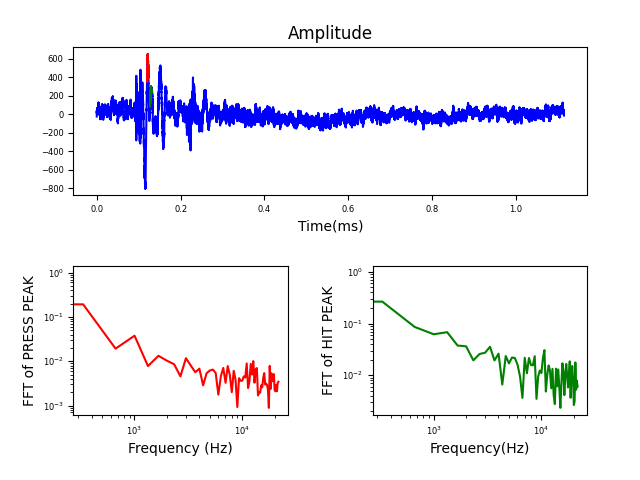 Amplitude
600
400
200
0
−200
−400
−600
−800
0.0 0.2 0.4 0.6 0.8 1.0
Time(ms)
FFT of PRESS PEAK
10⁰
10⁻¹
10⁻²
10⁻³
10³ 10⁴
Frequency (Hz)
FFT of HIT PEAK
10⁰
10⁻¹
10⁻²
10³ 10⁴
Frequency(Hz)